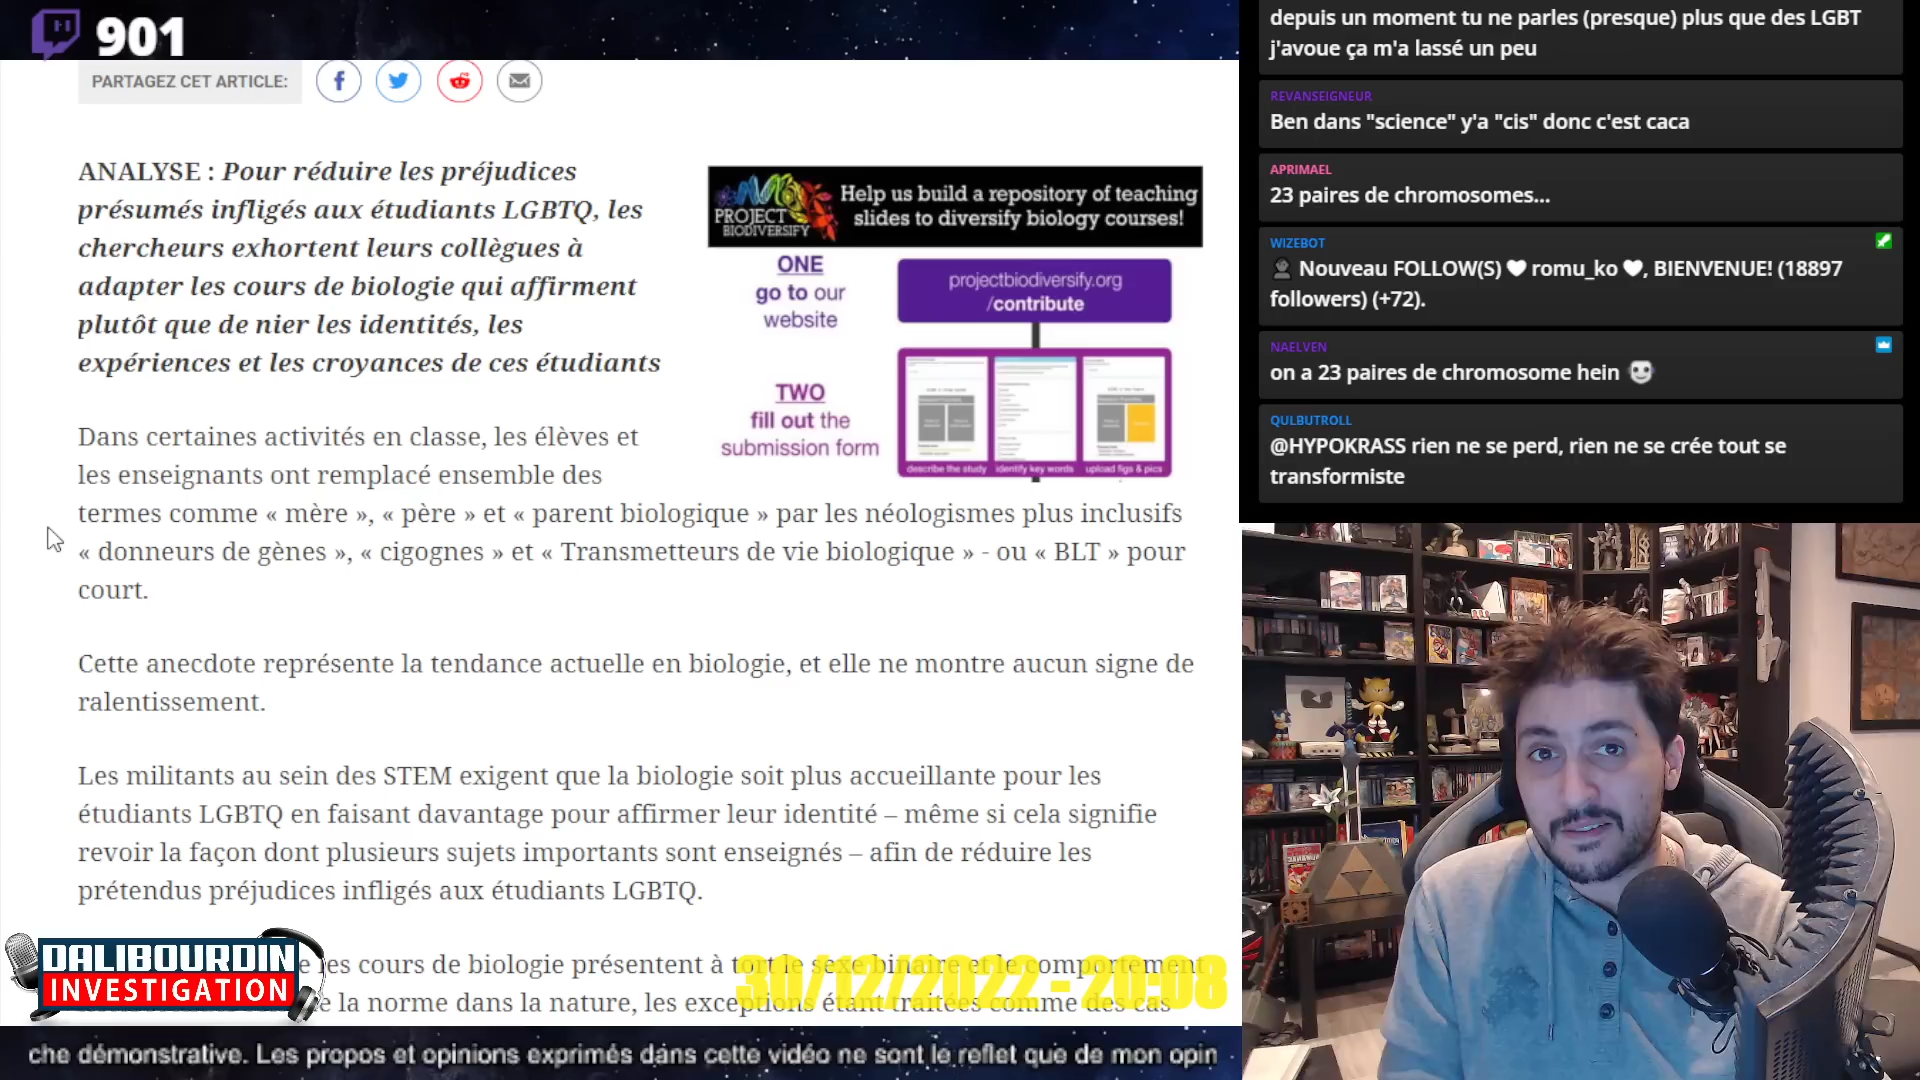 901
PARTAGEZ CET ARTICLE:
ANALYSE : Pour réduire les préjudices
présumés infligés aux étudiants LGBTQ, les
chercheurs exhortent leurs collègues à
adapter les cours de biologie qui affirment
plutôt que de nier les identités, les
expériences et les croyances de ces étudiants
PROJECT
BIODIVERSIFY
Help us build a repository of teaching
slides to diversify biology courses!
ONE
go to our
website
projectbiodiversify.org
/contribute
TWO
fill out the
submission form
describe the study identify key words upload figs & pics
Dans certaines activités en classe, les élèves et
les enseignants ont remplacé ensemble des
termes comme « mère », « père » et « parent biologique » par les néologismes plus inclusifs
« donneurs de gènes », « cigognes » et « Transmetteurs de vie biologique » - ou « BLT » pour
court.
Cette anecdote représente la tendance actuelle en biologie, et elle ne montre aucun signe de
ralentissement.
Les militants au sein des STEM exigent que la biologie soit plus accueillante pour les
étudiants LGBTQ en faisant davantage pour affirmer leur identité – même si cela signifie
revoir la façon dont plusieurs sujets importants sont enseignés – afin de réduire les
prétendus préjudices infligés aux étudiants LGBTQ.
les cours de biologie présentent à tort le sexe binaire et le comportement
la norme dans la nature, les exceptions étant traitées comme des cas
DALIBOURDIN
INVESTIGATION
30/12/2022 - 20:08
che démonstrative. Les propos et opinions exprimés dans cette vidéo ne sont le reflet que de mon opin
depuis un moment tu ne parles (presque) plus que des LGBT
j'avoue ça m'a lassé un peu
REVANSEIGNEUR
Ben dans "science" y'a "cis" donc c'est caca
APRIMAEL
23 paires de chromosomes...
WIZEBOT
Nouveau FOLLOW(S) romu_ko , BIENVENUE! (18897
followers) (+72).
NAELVEN
on a 23 paires de chromosome hein
QULBUTROLL
@HYPOKRASS rien ne se perd, rien ne se crée tout se
transformiste